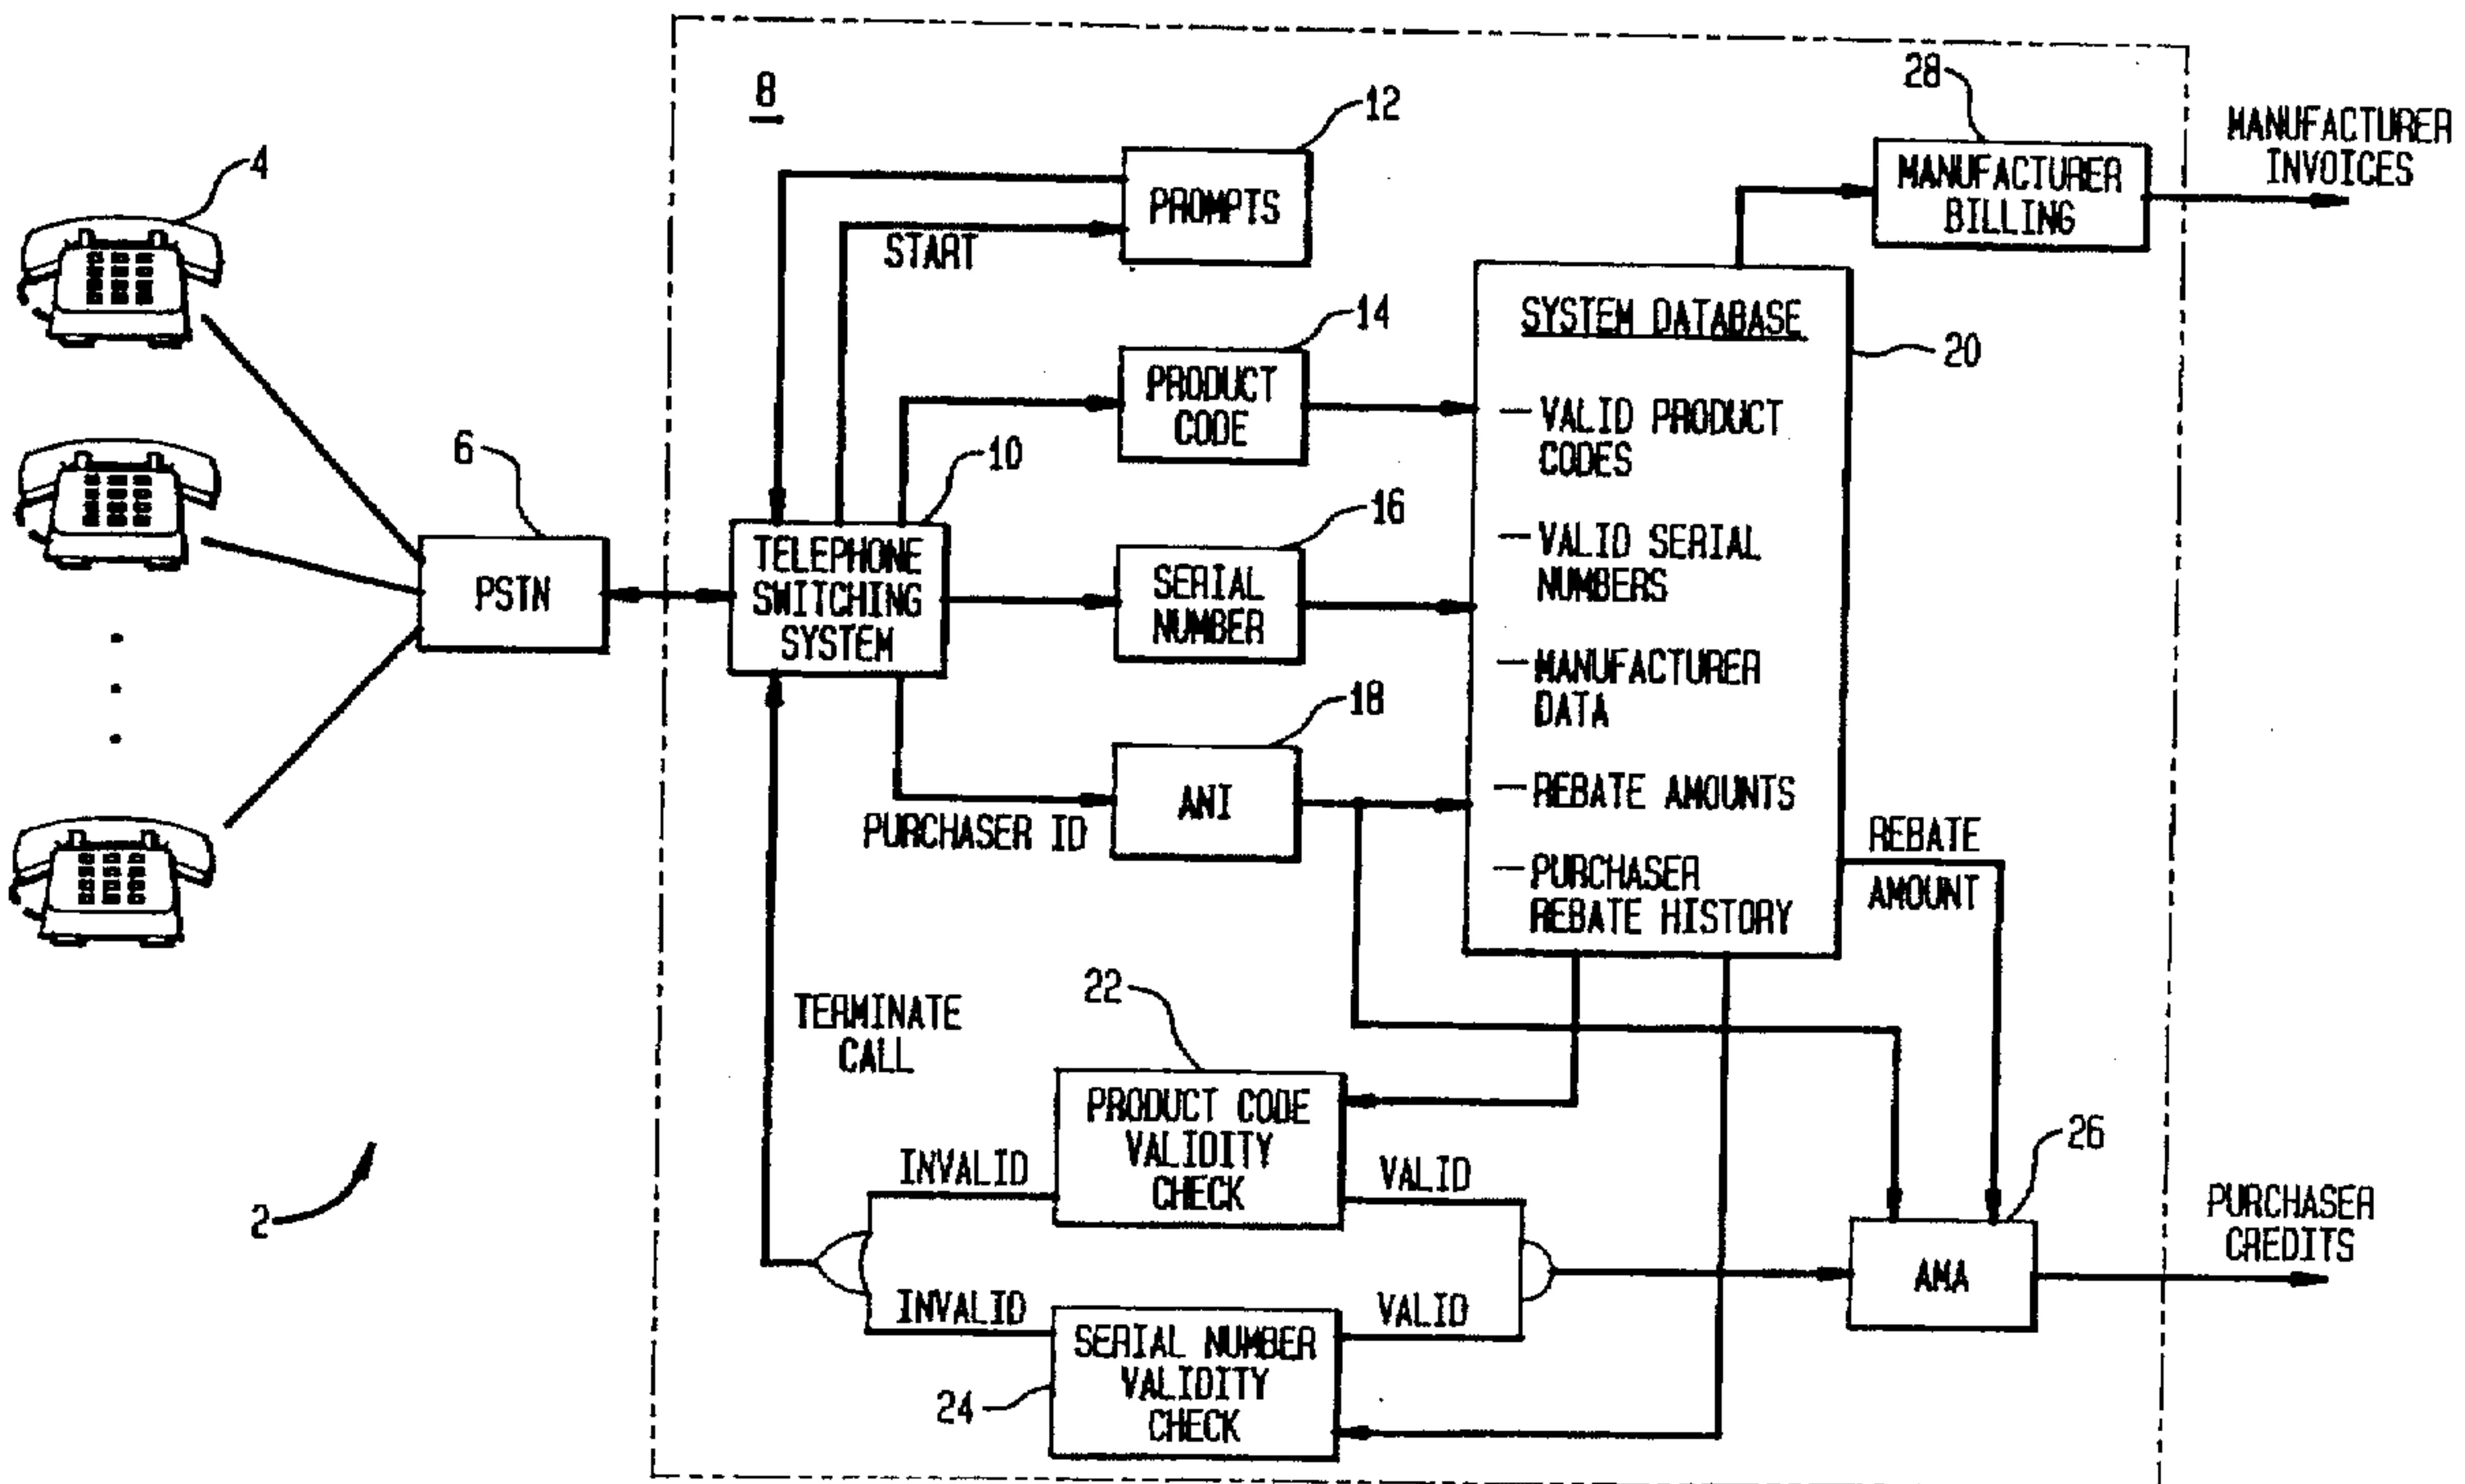 8
28
MANUFACTURER
INVOICES
12
4
PROMPTS
MANUFACTURER
BILLING
START
SYSTEM DATABASE
14
20
PRODUCT
CODE
— VALID PRODUCT
CODES
6
10
16
— VALID SERIAL
NUMBERS
PSTN
TELEPHONE
SWITCHING
SYSTEM
SERIAL
NUMBER
— MANUFACTURER
DATA
18
— REBATE AMOUNTS
ANI
PURCHASER ID
REBATE
AMOUNT
— PURCHASER
REBATE HISTORY
22
TERMINATE
CALL
PRODUCT CODE
VALIDITY
CHECK
26
INVALID
VALID
2
PURCHASER
CREDITS
AMA
INVALID
VALID
SERIAL NUMBER
VALIDITY
CHECK
24